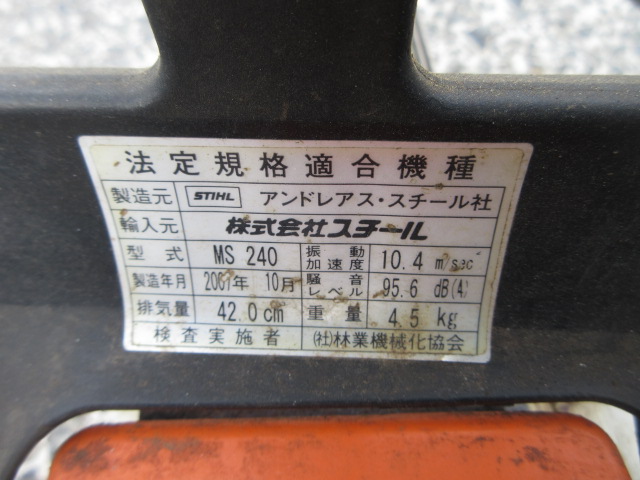 法定規格適合機種
製造元 STIHL アンドレアス・スチール社
輸入元 株式会社スチール
型式 MS 240 振動加速度 10.4 m/sec²
製造年月 2001年 10月 騒音レベル 95.6 dB(A)
排気量 42.0 cm³ 重量 4.5 kg
検査実施者 (社)林業機械化協会